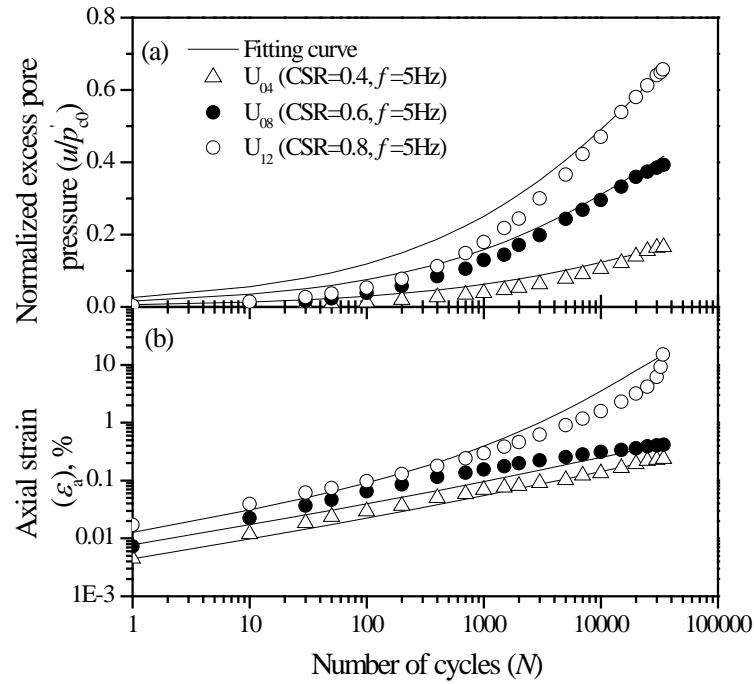 0.8
0.6
0.4
0.2
0.0
Normalized excess pore
pressure (u/p'c0)
(a)
Fitting curve
U04 (CSR=0.4, f=5Hz)
U08 (CSR=0.6, f=5Hz)
U12 (CSR=0.8, f=5Hz)
(b)
10
1
0.1
0.01
1E-3
Axial strain
(εa), %
1 10 100 1000 10000 100000
Number of cycles (N)